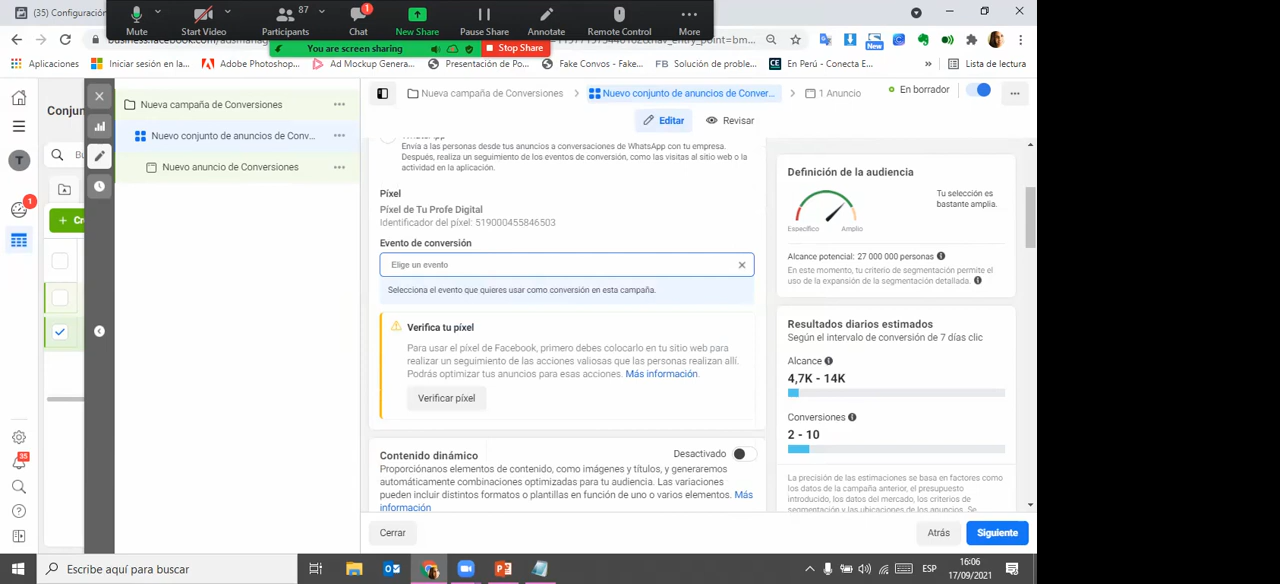 (35) Configuración
Mute
Start Video
87
Participants
1
Chat
New Share
Pause Share
Annotate
Remote Control
More
You are screen sharing
Stop Share
Aplicaciones
Iniciar sesión en la...
Adobe Photoshop...
Ad Mockup Genera...
Presentación de Po...
Fake Convos - Fake...
FB Solución de proble...
CE En Perú - Conecta E...
»
Lista de lectura
New
Conjun
Nueva campaña de Conversiones
Nuevo conjunto de anuncios de Conv...
Nuevo anuncio de Conversiones
T
1
35
Nueva campaña de Conversiones
Nuevo conjunto de anuncios de Conver...
1 Anuncio
En borrador
Editar
Revisar
WhatsApp
Envía a las personas desde tus anuncios a conversaciones de WhatsApp con tu empresa.
Después, realiza un seguimiento de los eventos de conversión, como las visitas al sitio web o la
actividad en la aplicación.
Píxel
Píxel de Tu Profe Digital
Identificador del píxel: 519000455846503
Evento de conversión
Elige un evento
Selecciona el evento que quieres usar como conversión en esta campaña.
Verifica tu píxel
Para usar el píxel de Facebook, primero debes colocarlo en tu sitio web para
realizar un seguimiento de las acciones valiosas que las personas realizan allí.
Podrás optimizar tus anuncios para esas acciones. Más información.
Verificar píxel
Contenido dinámico
Desactivado
Proporciónanos elementos de contenido, como imágenes y títulos, y generaremos
automáticamente combinaciones optimizadas para tu audiencia. Las variaciones
pueden incluir distintos formatos o plantillas en función de uno o varios elementos. Más
información
Definición de la audiencia
Tu selección es
bastante amplia.
Específico
Amplio
Alcance potencial: 27 000 000 personas
En este momento, tu criterio de segmentación permite el
uso de la expansión de la segmentación detallada.
Resultados diarios estimados
Según el intervalo de conversión de 7 días clic
Alcance
4,7K - 14K
Conversiones
2 - 10
La precisión de las estimaciones se basa en factores como
los datos de la campaña anterior, el presupuesto
introducido, los datos del mercado, los criterios de
segmentación y las ubicaciones de los anuncios. Se
Cerrar
Atrás
Siguiente
Escribe aquí para buscar
ESP
16:06
17/09/2021